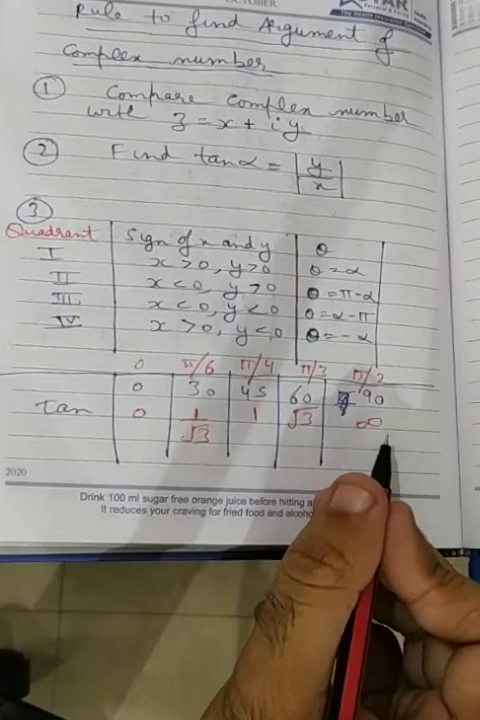 OCTOBER
Rule to find Argument of
Complex number
① Compare Complex number
with z = x + iy
② Find tanα = |y/x|
③
Quadrant Sign of x and y θ
I x>0, y>0 θ=α
II x<0, y>0 θ=π-α
III x<0, y<0 θ=α-π
IV x>0, y<0 θ=-α
0 π/6 π/4 π/3 π/2
0 30 45 60 90
tan 0 1/√3 1 √3 ∞
2020
Drink 100 ml sugar free orange juice before hitting a
It reduces your craving for fried food and alcoho